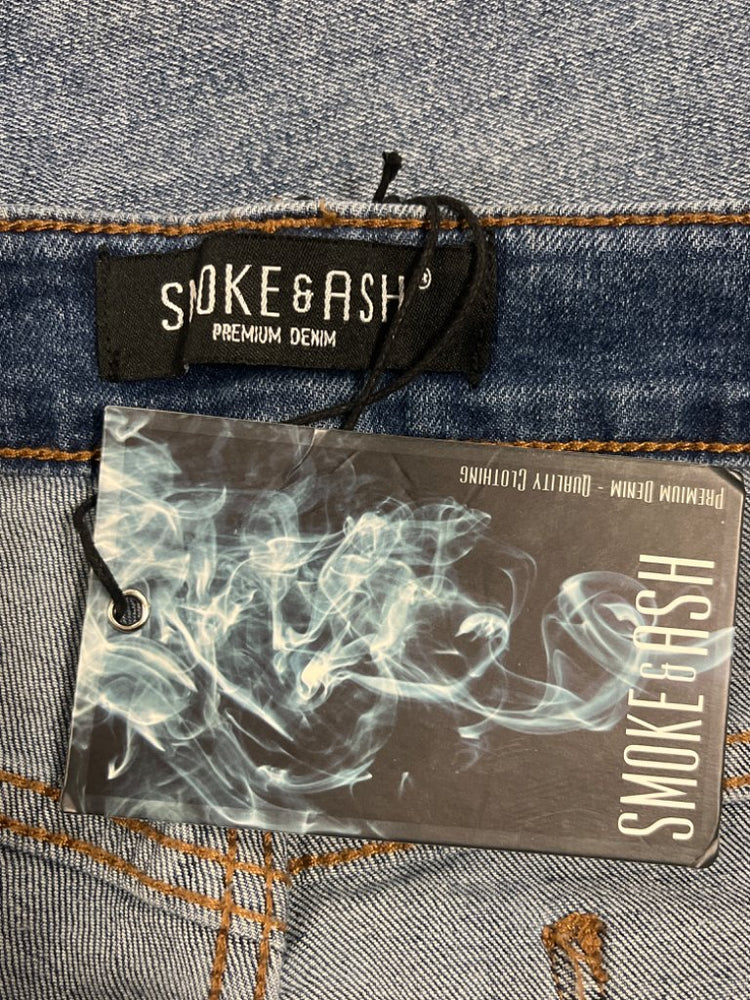 SMOKE & ASH®
PREMIUM DENIM
PREMIUM DENIM - QUALITY CLOTHING
SMOKE & ASH